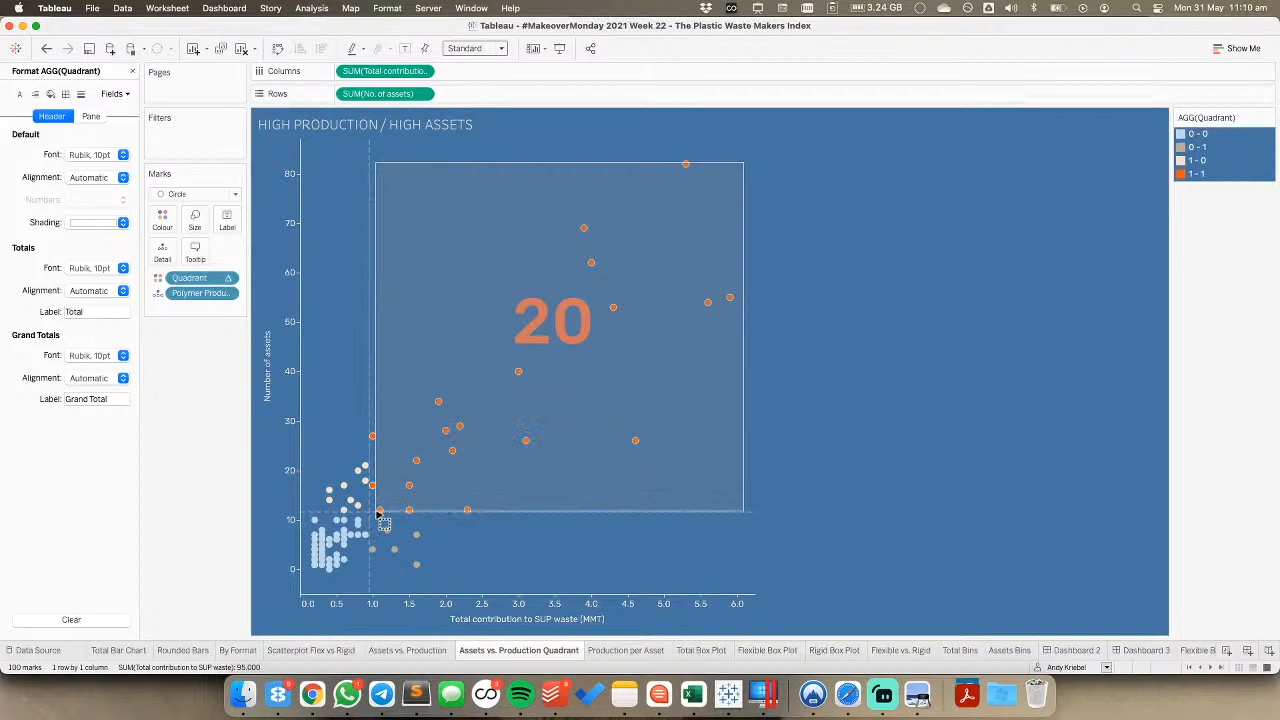 Tableau File Data Worksheet Dashboard Story Analysis Map Format Server Window Help 3.24 GB Mon 31 May 11:10
Tableau - #MakeoverMonday 2021 Week 22 - The Plastic Waste Makers Index
Standard Show Me
Format AGG(Quadrant)
Fields
Header Pane
Default
Font: Rubik, 10pt
Alignment: Automatic
Numbers:
Shading:
Totals
Font: Rubik, 10pt
Alignment: Automatic
Label: Total
Grand Totals
Font: Rubik, 10pt
Alignment: Automatic
Label: Grand Total
Clear
Pages
Filters
Marks
Circle
Colour Size Label
Detail Tooltip
Quadrant
Polymer Produ..
Columns SUM(Total contributio..
Rows SUM(No. of assets)
HIGH PRODUCTION / HIGH ASSETS
Number of assets
80
70
60
50
40
30
20
10
0
20
0.0 0.5 1.0 1.5 2.0 2.5 3.0 3.5 4.0 4.5 5.0 5.5 6.0
Total contribution to SUP waste (MMT)
AGG(Quadrant)
0 - 0
0 - 1
1 - 0
1 - 1
Data Source Total Bar Chart Rounded Bars By Format Scatterplot Flex vs Rigid Assets vs. Production Assets vs. Production Quadrant Production per Asset Total Box Plot Flexible Box Plot Rigid Box Plot Flexible vs. Rigid Total Bins Assets Bins Dashboard 2 Dashboard 3 Flexible B
100 marks 1 row by 1 column SUM(Total contribution to SUP waste): 95.000 Andy Kriebel